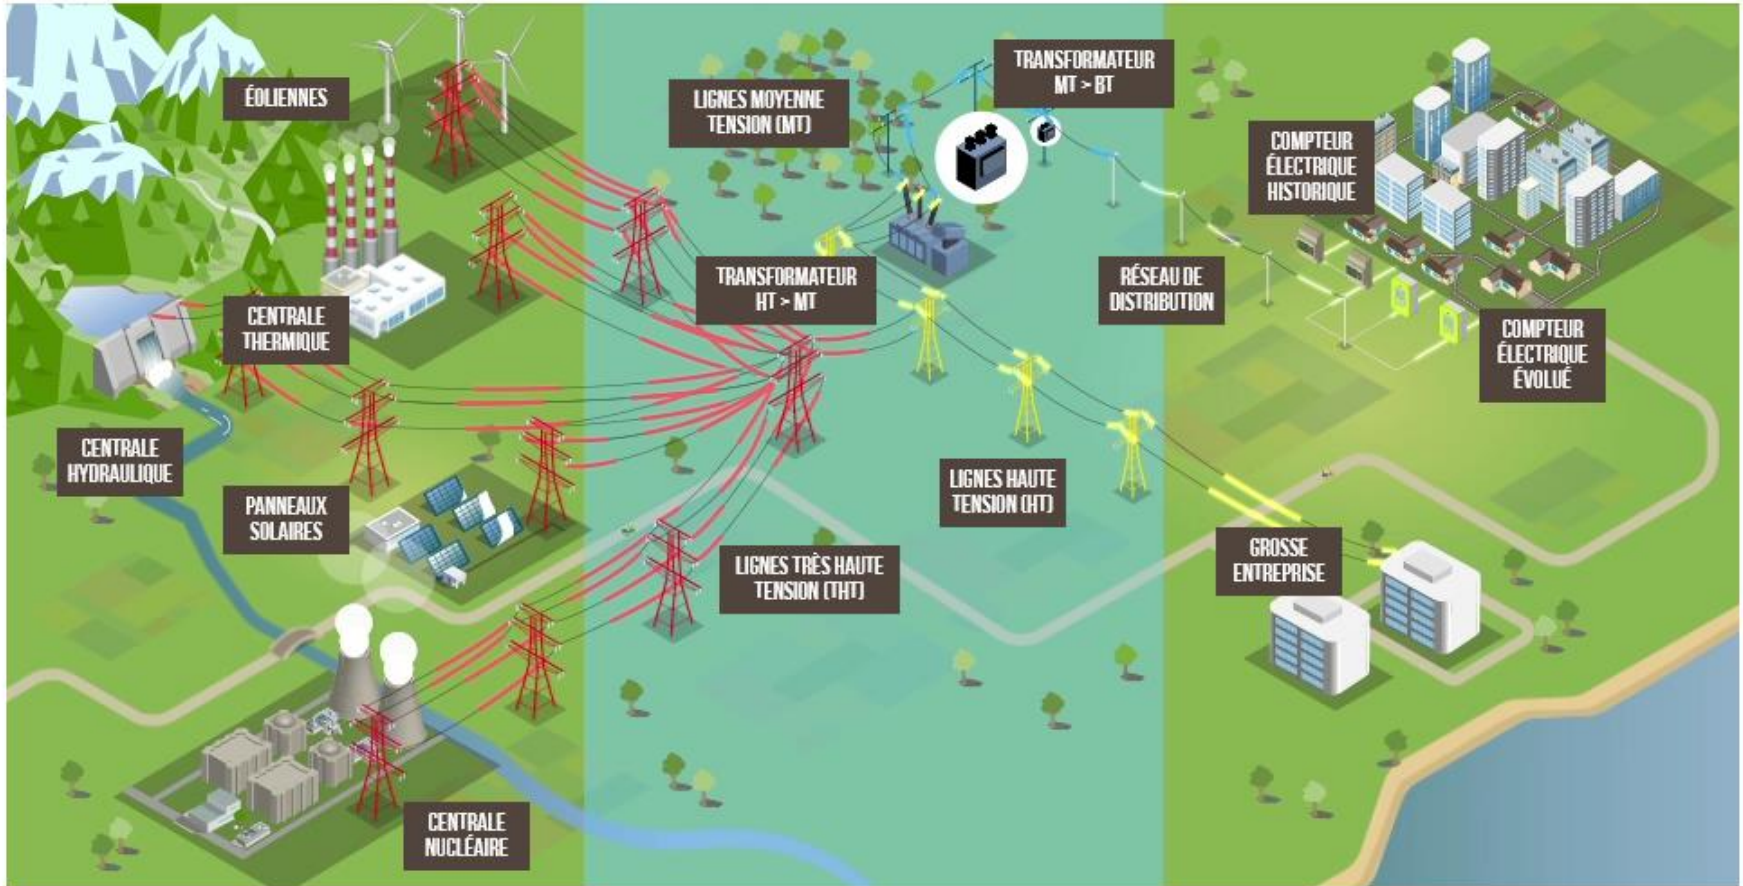 ÉOLIENNES
LIGNES MOYENNE
TENSION (MT)
TRANSFORMATEUR
MT > BT
COMPTEUR
ÉLECTRIQUE
HISTORIQUE
CENTRALE
THERMIQUE
TRANSFORMATEUR
HT > MT
RÉSEAU DE
DISTRIBUTION
COMPTEUR
ÉLECTRIQUE
ÉVOLUÉ
CENTRALE
HYDRAULIQUE
PANNEAUX
SOLAIRES
LIGNES HAUTE
TENSION (HT)
LIGNES TRÈS HAUTE
TENSION (THT)
GROSSE
ENTREPRISE
CENTRALE
NUCLÉAIRE